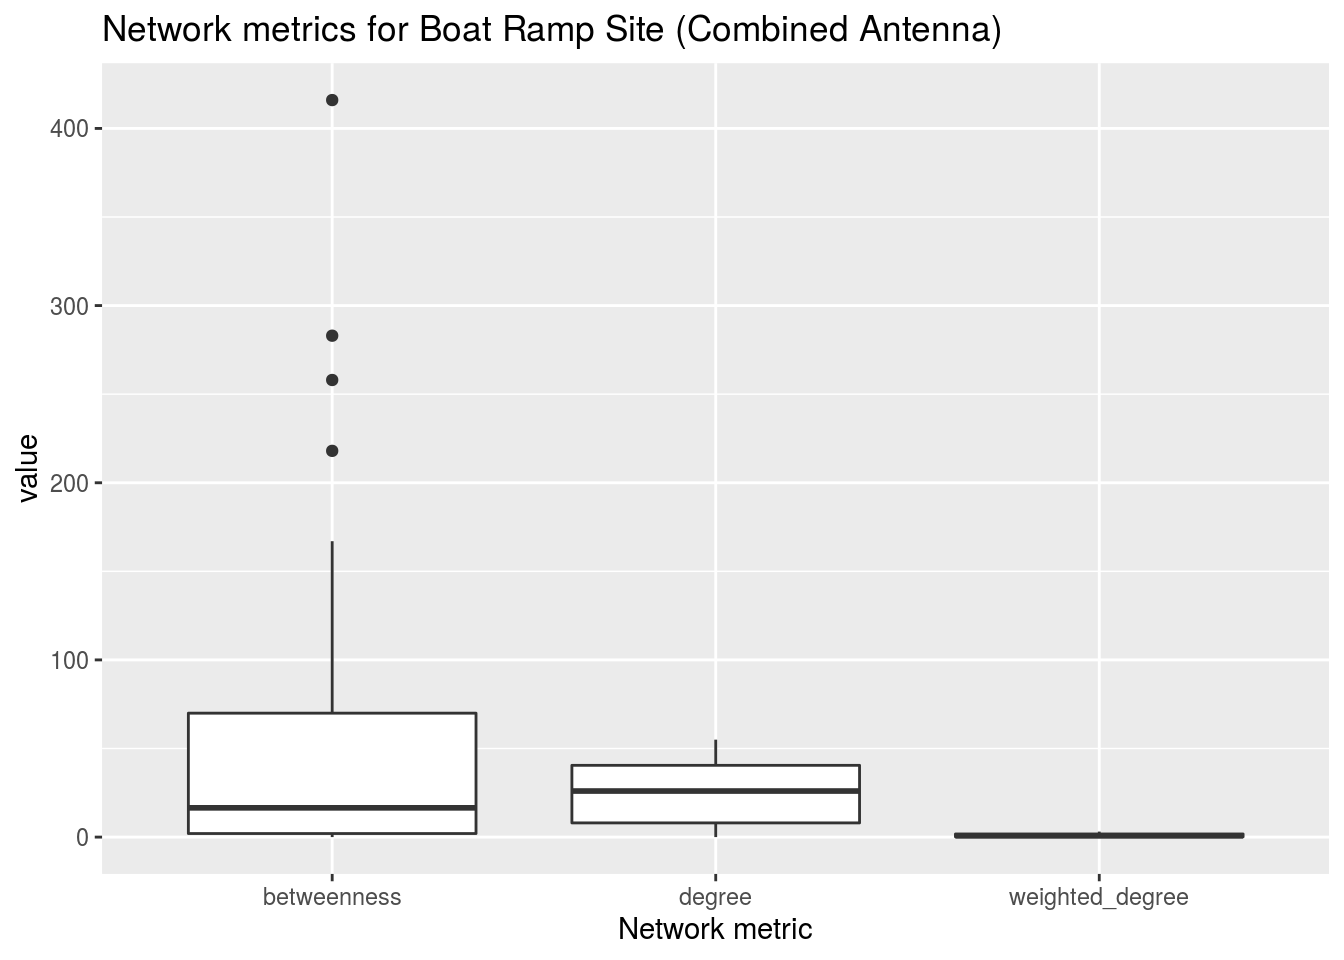 Network metrics for Boat Ramp Site (Combined Antenna)
400
300
200
100
0
value
betweenness degree weighted_degree
Network metric